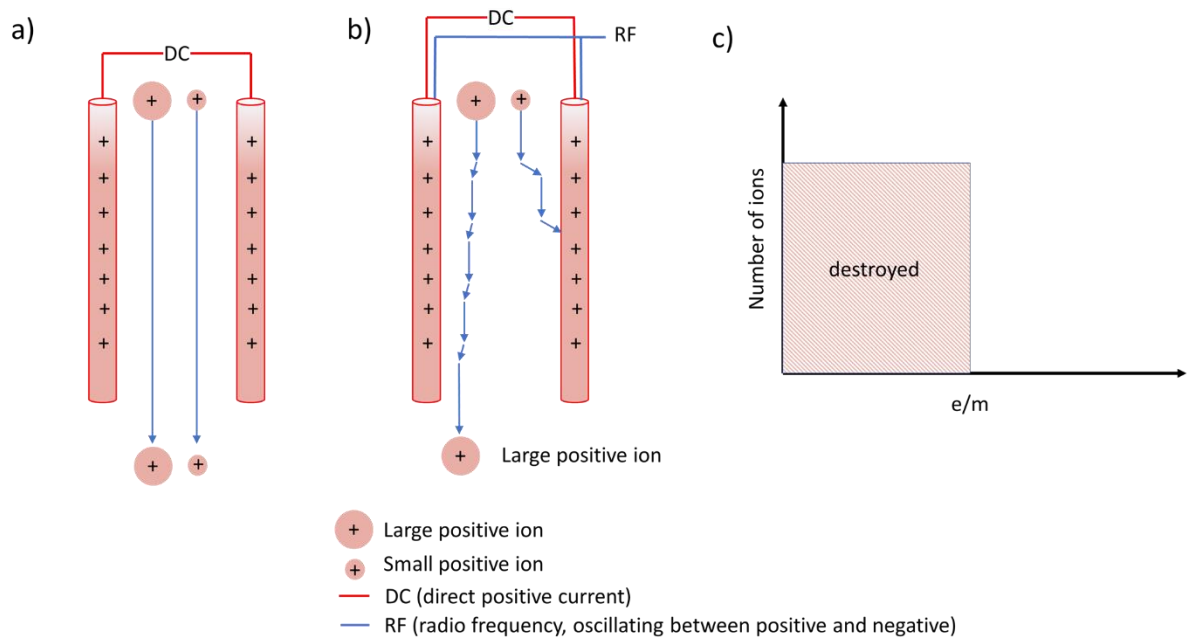 a)
DC
+ +
+ +
+ +
+ +
+ +
+ +
+ +
+ +
+ +
b)
DC
RF
+ +
+ +
+ +
+ +
+ +
+ +
+ +
+ +
+
Large positive ion
c)
Number of ions
destroyed
e/m
+ Large positive ion
+ Small positive ion
DC (direct positive current)
RF (radio frequency, oscillating between positive and negative)